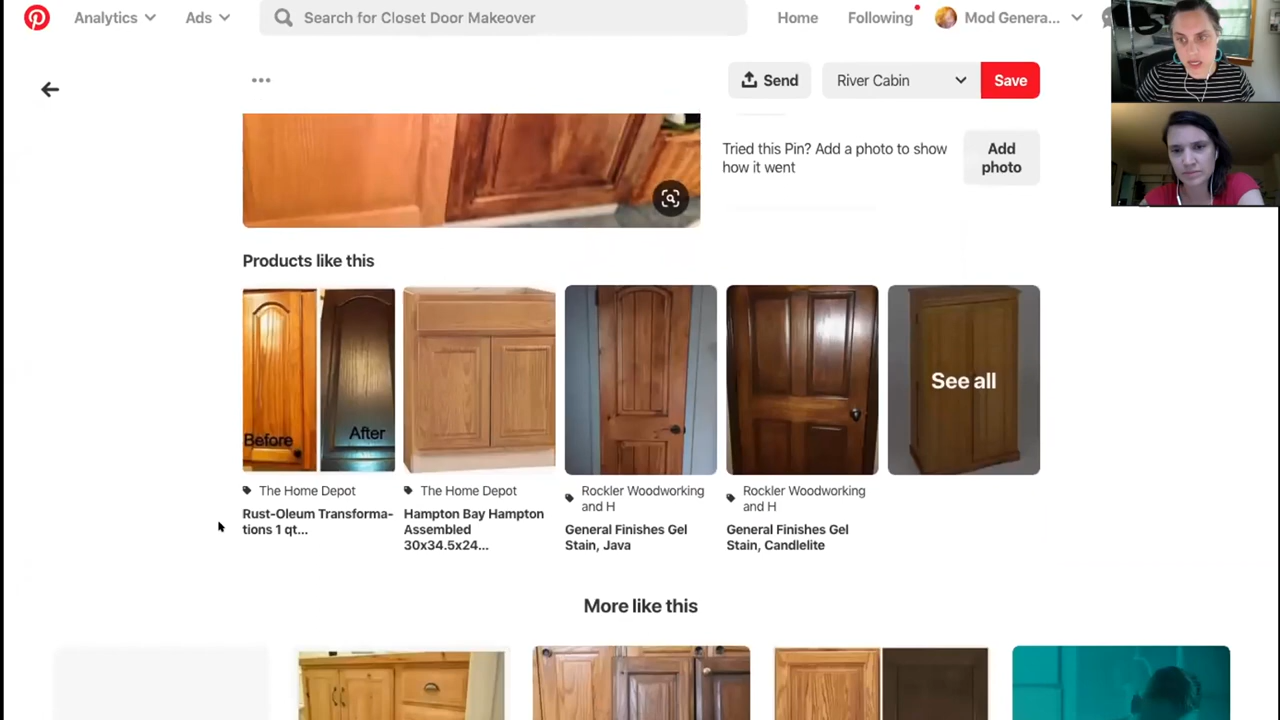 Analytics
Ads
Search for Closet Door Makeover
Home
Following
Mod Genera...
Send
River Cabin
Save
Tried this Pin? Add a photo to show
how it went
Add
photo
Products like this
Before
After
See all
The Home Depot
Rust-Oleum Transforma-
tions 1 qt...
The Home Depot
Hampton Bay Hampton
Assembled
30x34.5x24...
Rockler Woodworking
and H
General Finishes Gel
Stain, Java
Rockler Woodworking
and H
General Finishes Gel
Stain, Candlelite
More like this